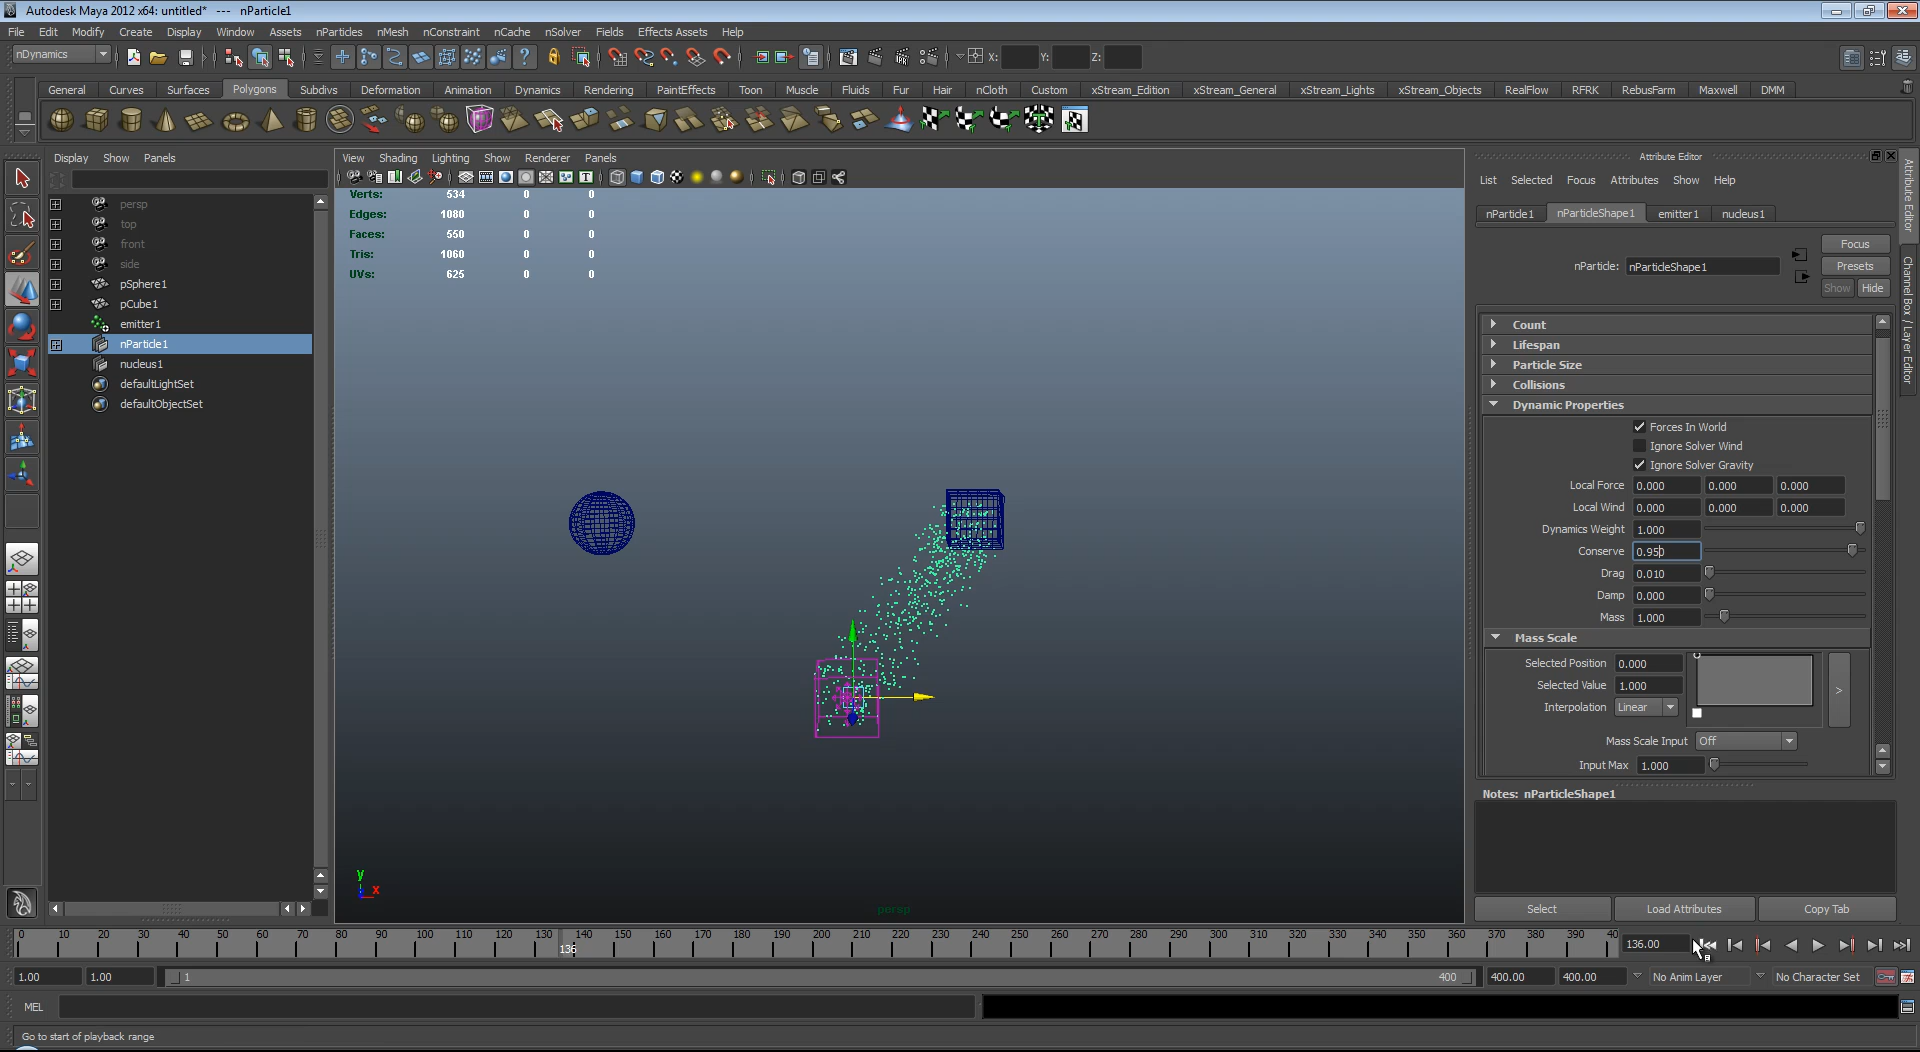 Autodesk Maya 2012 x64: untitled* --- nParticle1
File Edit Modify Create Display Window Assets nParticles nMesh nConstraint nCache nSolver Fields Effects Assets Help
nDynamics X: Y: Z:
General Curves Surfaces Polygons Subdivs Deformation Animation Dynamics Rendering PaintEffects Toon Muscle Fluids Fur Hair nCloth Custom xStream_Edition xStream_General xStream_Lights xStream_Objects RealFlow RFRK RebusFarm Maxwell DMM
Display Show Panels
persp
top
front
side
pSphere1
pCube1
emitter1
nParticle1
nucleus1
defaultLightSet
defaultObjectSet
View Shading Lighting Show Renderer Panels
Verts: 534 0 0
Edges: 1080 0 0
Faces: 550 0 0
Tris: 1060 0 0
UVs: 625 0 0
y
x
persp
Attribute Editor
List Selected Focus Attributes Show Help
nParticle1 nParticleShape1 emitter1 nucleus1
Focus
nParticle: nParticleShape1 Presets
Show Hide
Count
Lifespan
Particle Size
Collisions
Dynamic Properties
Forces In World
Ignore Solver Wind
Ignore Solver Gravity
Local Force 0.000 0.000 0.000
Local Wind 0.000 0.000 0.000
Dynamics Weight 1.000
Conserve 0.950
Drag 0.010
Damp 0.000
Mass 1.000
Mass Scale
Selected Position 0.000
Selected Value 1.000
Interpolation Linear
>
Mass Scale Input Off
Input Max 1.000
Notes: nParticleShape1
Select Load Attributes Copy Tab
Attribute Editor
Channel Box / Layer Editor
0 10 20 30 40 50 60 70 80 90 100 110 120 130 140 150 160 170 180 190 200 210 220 230 240 250 260 270 280 290 300 310 320 330 340 350 360 370 380 390 40
136
136.00
1.00 1.00 1 400 400.00 400.00 No Anim Layer No Character Set
MEL
Go to start of playback range